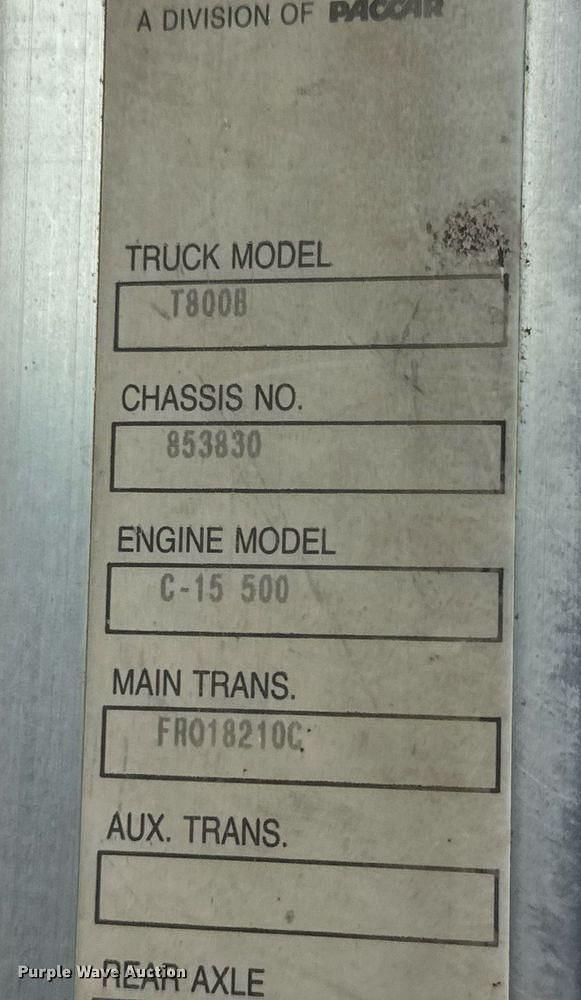 A DIVISION OF PACCAR
TRUCK MODEL
T800B
CHASSIS NO.
853830
ENGINE MODEL
C-15 500
MAIN TRANS.
FRO18210C
AUX. TRANS.
REAR AXLE
Purple Wave Auction